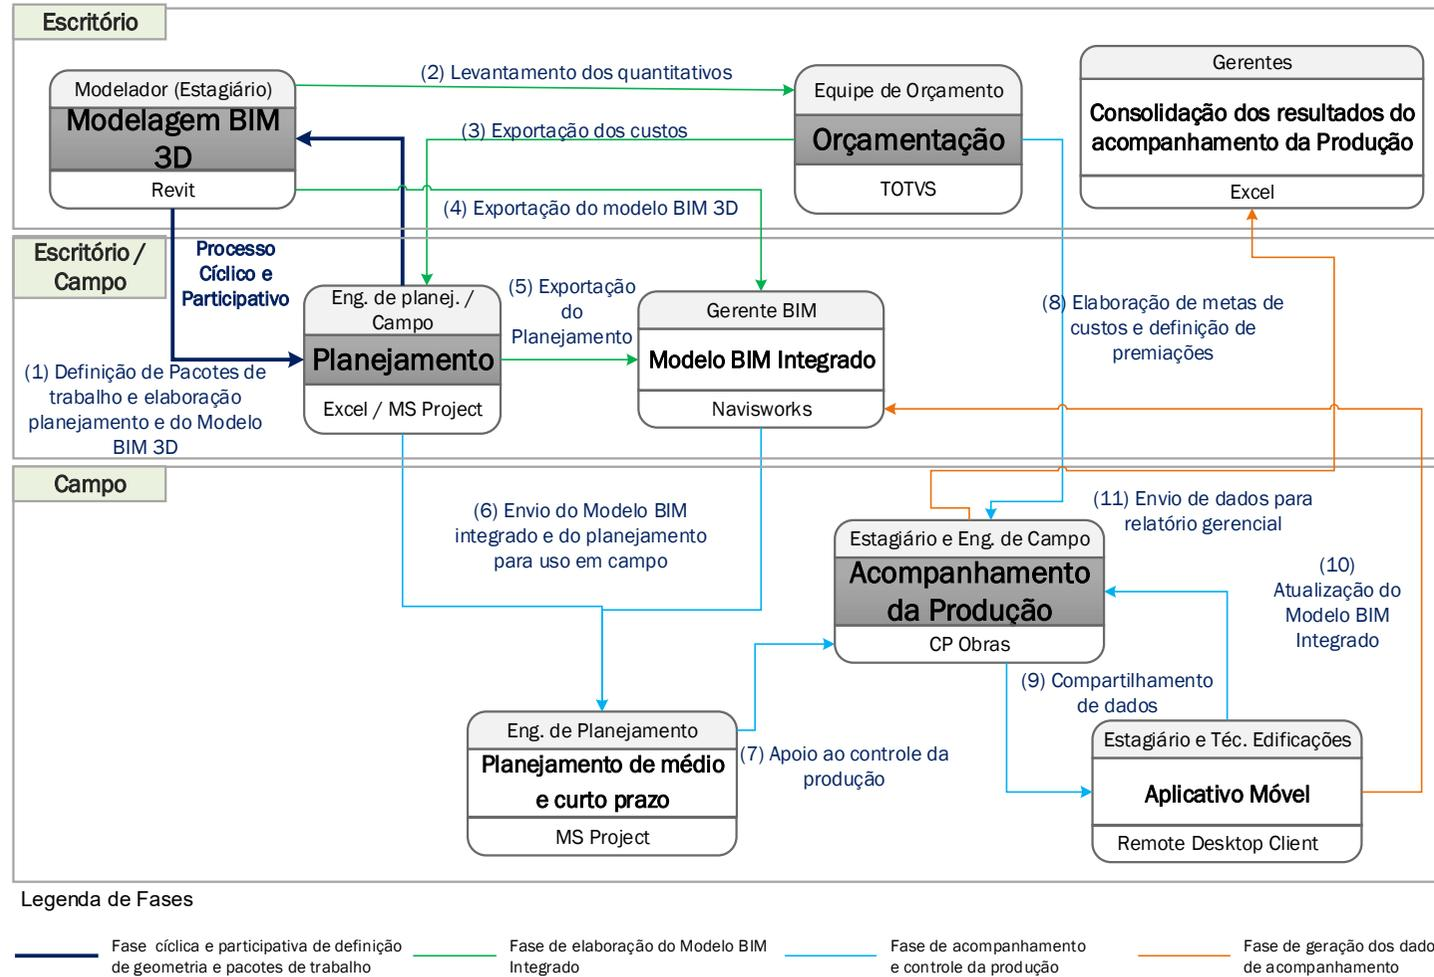 Escritório
Modelador (Estagiário)
Modelagem BIM
3D
Revit
(2) Levantamento dos quantitativos
(3) Exportação dos custos
(4) Exportação do modelo BIM 3D
Equipe de Orçamento
Orçamentação
TOTVS
Gerentes
Consolidação dos resultados do
acompanhamento da Produção
Excel
Escritório /
Campo
Processo
Cíclico e
Participativo
(1) Definição de Pacotes de
trabalho e elaboração
planejamento e do Modelo
BIM 3D
Eng. de planej. /
Campo
Planejamento
Excel / MS Project
(5) Exportação
do
Planejamento
Gerente BIM
Modelo BIM Integrado
Navisworks
(8) Elaboração de metas de
custos e definição de
premiações
Campo
(6) Envio do Modelo BIM
integrado e do planejamento
para uso em campo
Estagiário e Eng. de Campo
Acompanhamento
da Produção
CP Obras
(11) Envio de dados para
relatório gerencial
(10)
Atualização do
Modelo BIM
Integrado
(9) Compartilhamento
de dados
Eng. de Planejamento
Planejamento de médio
e curto prazo
MS Project
(7) Apoio ao controle da
produção
Estagiário e Téc. Edificações
Aplicativo Móvel
Remote Desktop Client
Legenda de Fases
Fase cíclica e participativa de definição
de geometria e pacotes de trabalho
Fase de elaboração do Modelo BIM
Integrado
Fase de acompanhamento
e controle da produção
Fase de geração dos dado
de acompanhamento